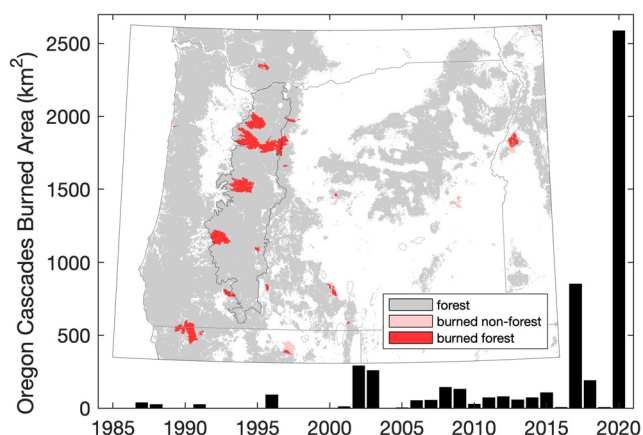 Oregon Cascades Burned Area (km²)
2500
2000
1500
1000
500
0
forest
burned non-forest
burned forest
1985 1990 1995 2000 2005 2010 2015 2020